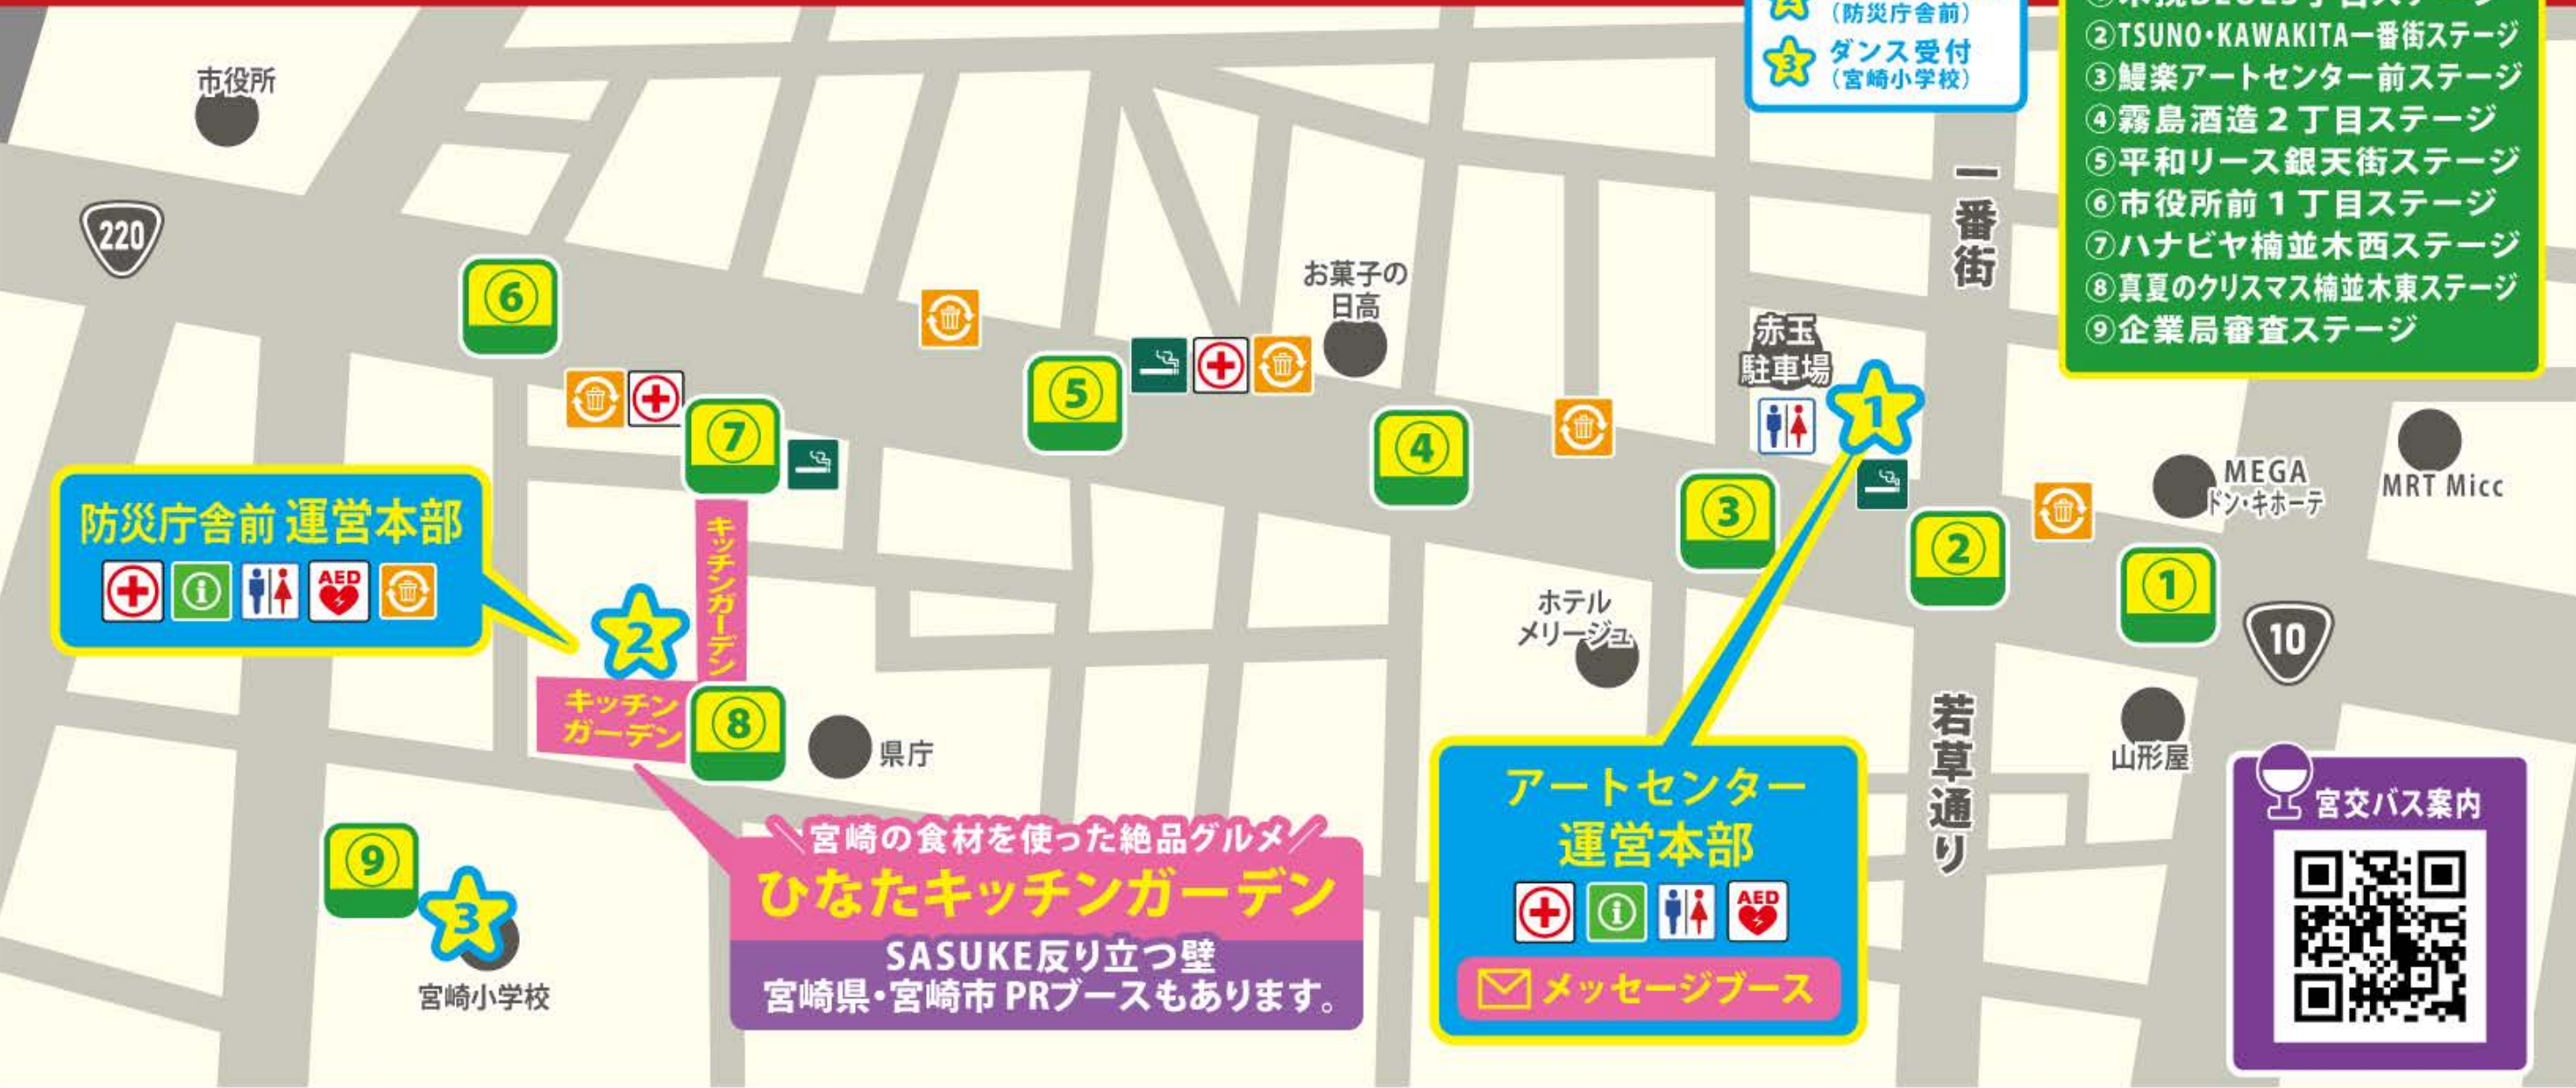 (防災庁舎前)
3 ダンス受付
(宮崎小学校)
②TSUNO・KAWAKITA一番街ステージ
③鰻楽アートセンター前ステージ
④霧島酒造2丁目ステージ
⑤平和リース銀天街ステージ
⑥市役所前1丁目ステージ
⑦ハナビヤ楠並木西ステージ
⑧真夏のクリスマス楠並木東ステージ
⑨企業局審査ステージ
市役所
220
一番街
お菓子の
日高
赤玉
駐車場
⑥
⑤
④
⑦
③
②
①
1
MEGA
ドン・キホーテ
MRT Micc
10
防災庁舎前 運営本部
AED
2
キッチンガーデン
キッチン
ガーデン
⑧
県庁
ホテル
メリージュ
若草通り
山形屋
⑨
3
宮崎小学校
\宮崎の食材を使った絶品グルメ/
ひなたキッチンガーデン
SASUKE反り立つ壁
宮崎県・宮崎市 PRブースもあります。
アートセンター
運営本部
AED
メッセージブース
宮交バス案内